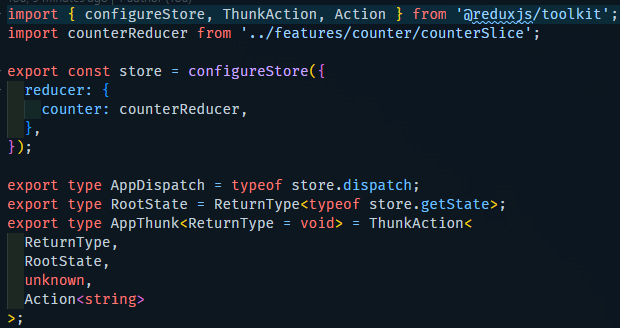 import { configureStore, ThunkAction, Action } from '@reduxjs/toolkit';
import counterReducer from '../features/counter/counterSlice';
export const store = configureStore({
reducer: {
counter: counterReducer,
},
});
export type AppDispatch = typeof store.dispatch;
export type RootState = ReturnType<typeof store.getState>;
export type AppThunk<ReturnType = void> = ThunkAction<
ReturnType,
RootState,
unknown,
Action<string>
>;